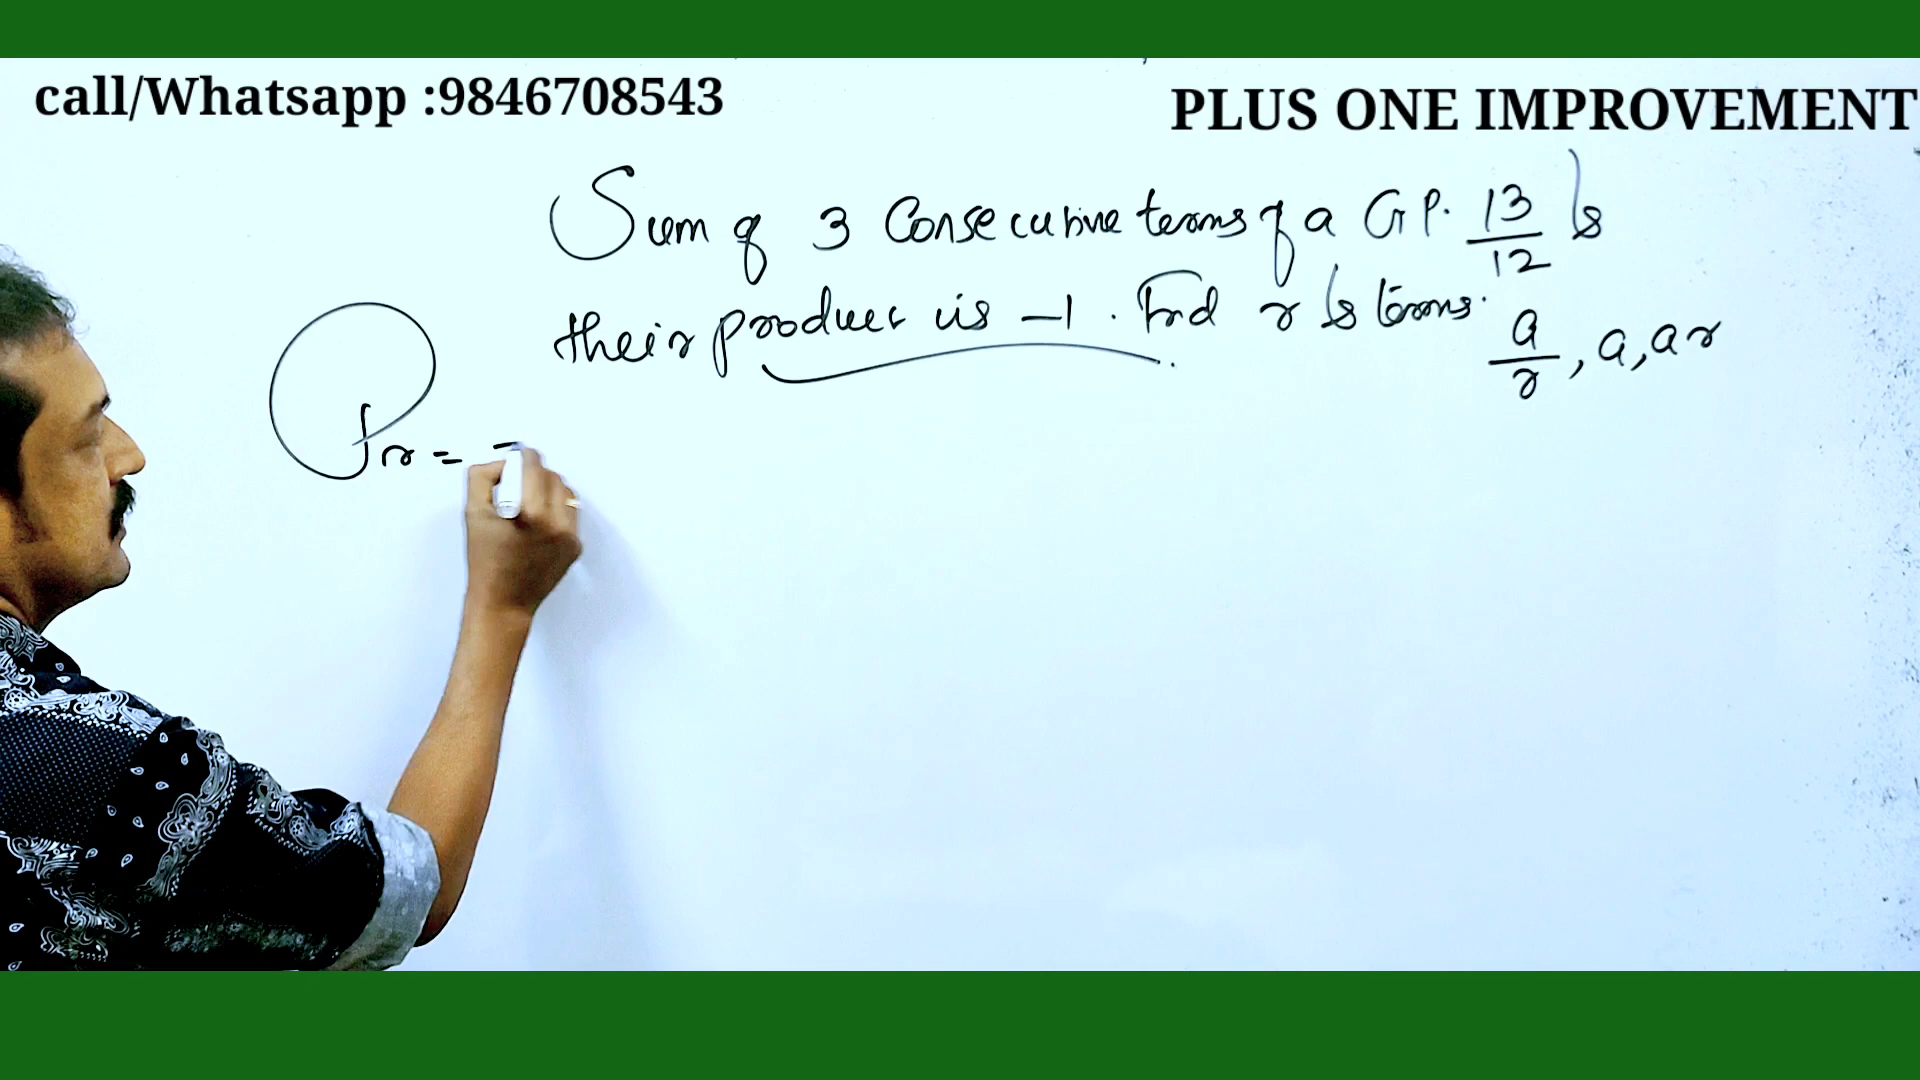 call/Whatsapp :9846708543
PLUS ONE IMPROVEMENT
Sum of 3 Consecutive terms of a GP. 13/12 &
their product is -1. Find r & terms.
a/r, a, ar
Pr = -